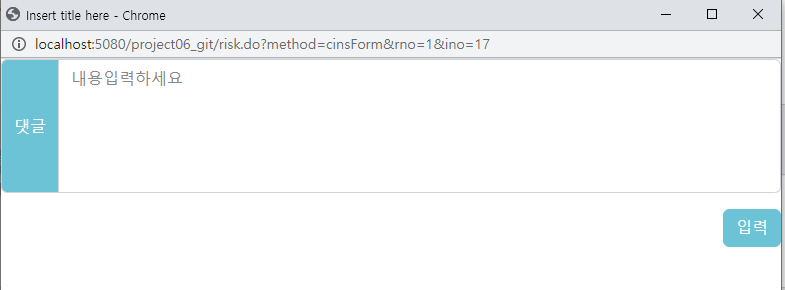 Insert title here - Chrome
localhost:5080/project06_git/risk.do?method=cinsForm&rno=1&ino=17
댓글
내용입력하세요
입력